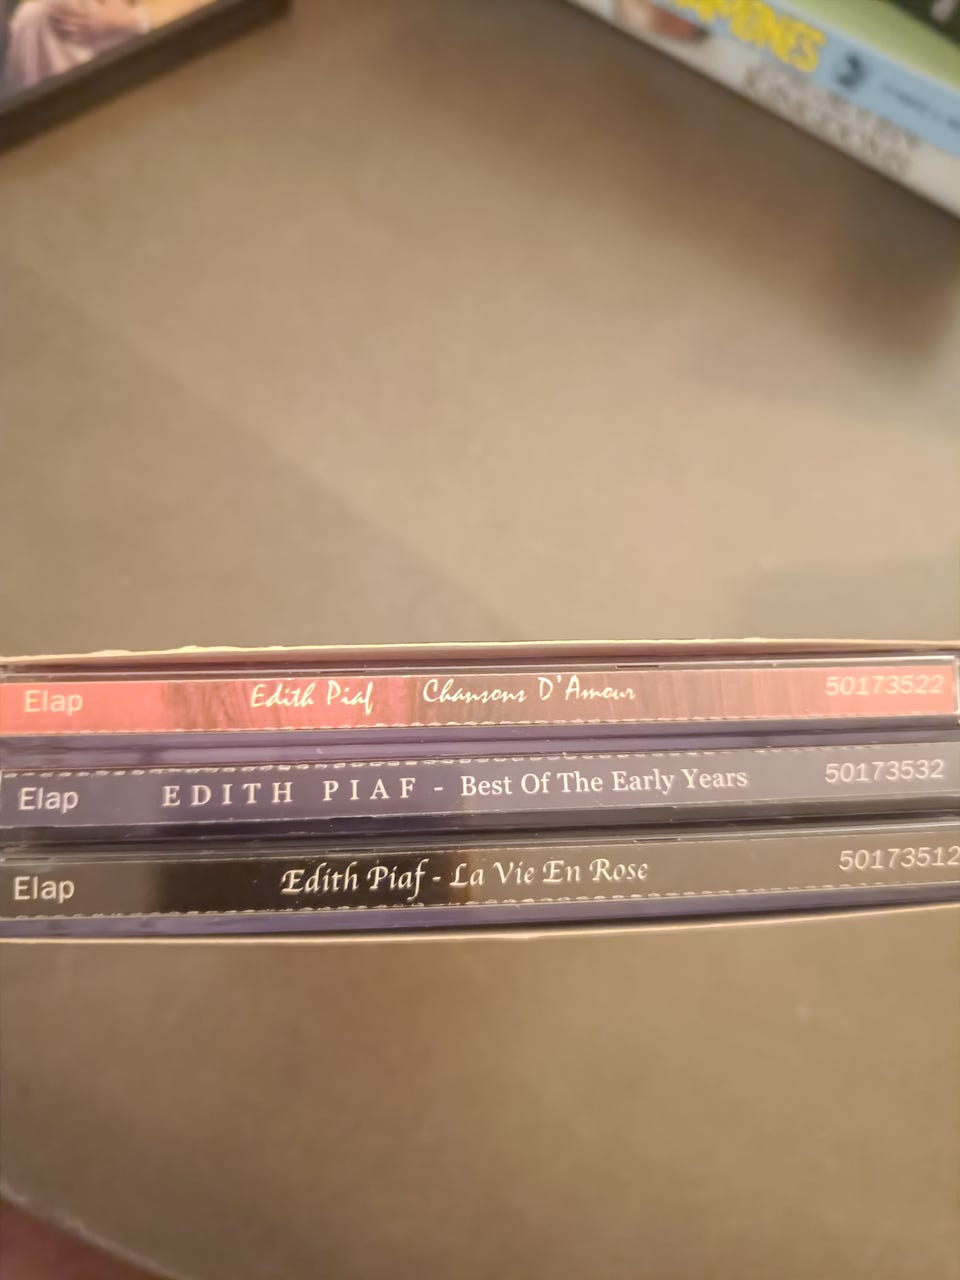 Elap Edith Piaf Chansons D'Amour 50173522
Elap EDITH PIAF - Best Of The Early Years 50173532
Elap Edith Piaf - La Vie En Rose 50173512